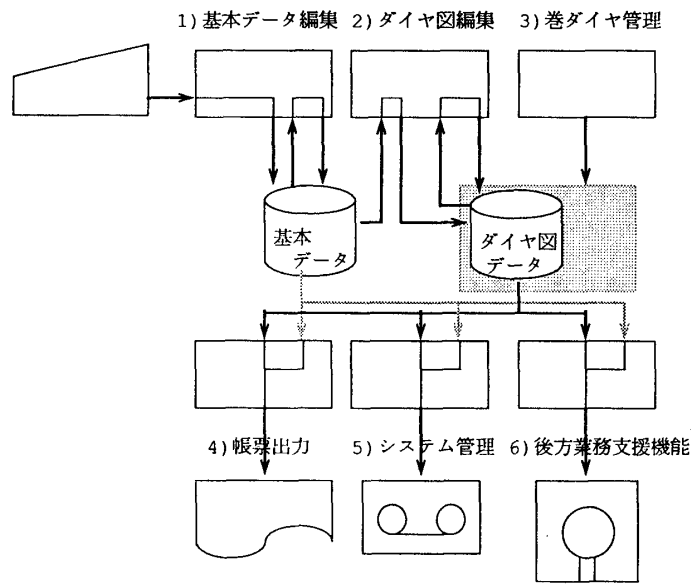 1)基本データ編集
2)ダイヤ図編集
3)巻ダイヤ管理
基本
データ
ダイヤ図
データ
4)帳票出力
5)システム管理
6)後方業務支援機能